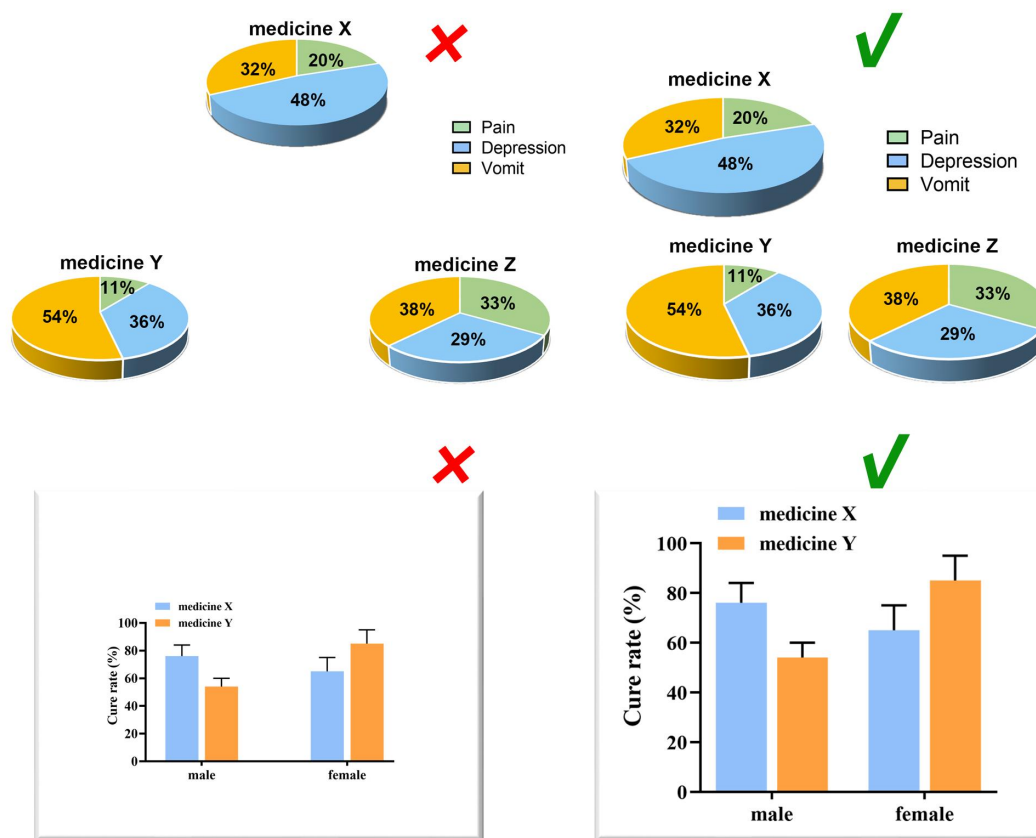 medicine X
32%
20%
48%
Pain
Depression
Vomit
medicine Y
11%
54%
36%
medicine Z
38%
33%
29%
medicine X
32%
20%
48%
Pain
Depression
Vomit
medicine Y
11%
54%
36%
medicine Z
38%
33%
29%
medicine X
medicine Y
Cure rate (%)
100
80
60
40
20
0
male
female
medicine X
medicine Y
Cure rate (%)
100
80
60
40
20
0
male
female